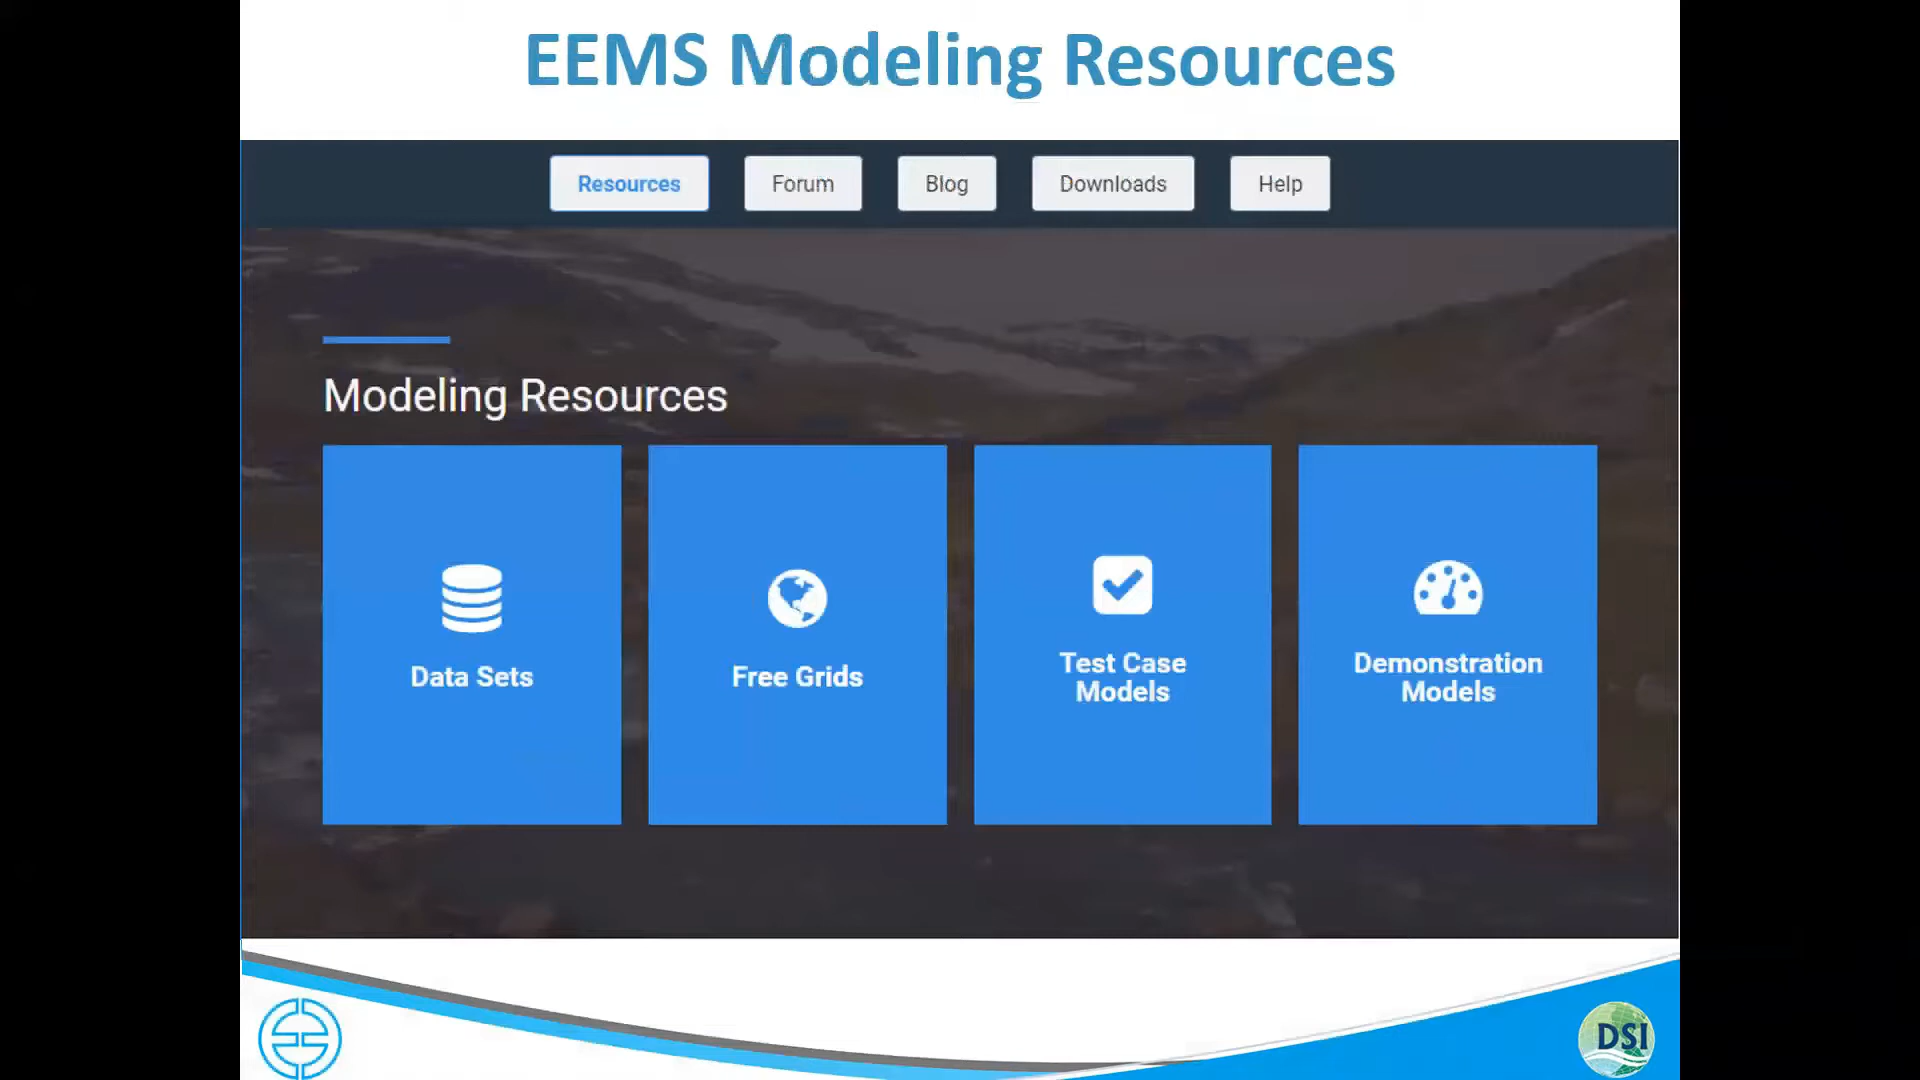 EEMS Modeling Resources
Resources Forum Blog Downloads Help
Modeling Resources
Data Sets
Free Grids
Test Case
Models
Demonstration
Models
DSI